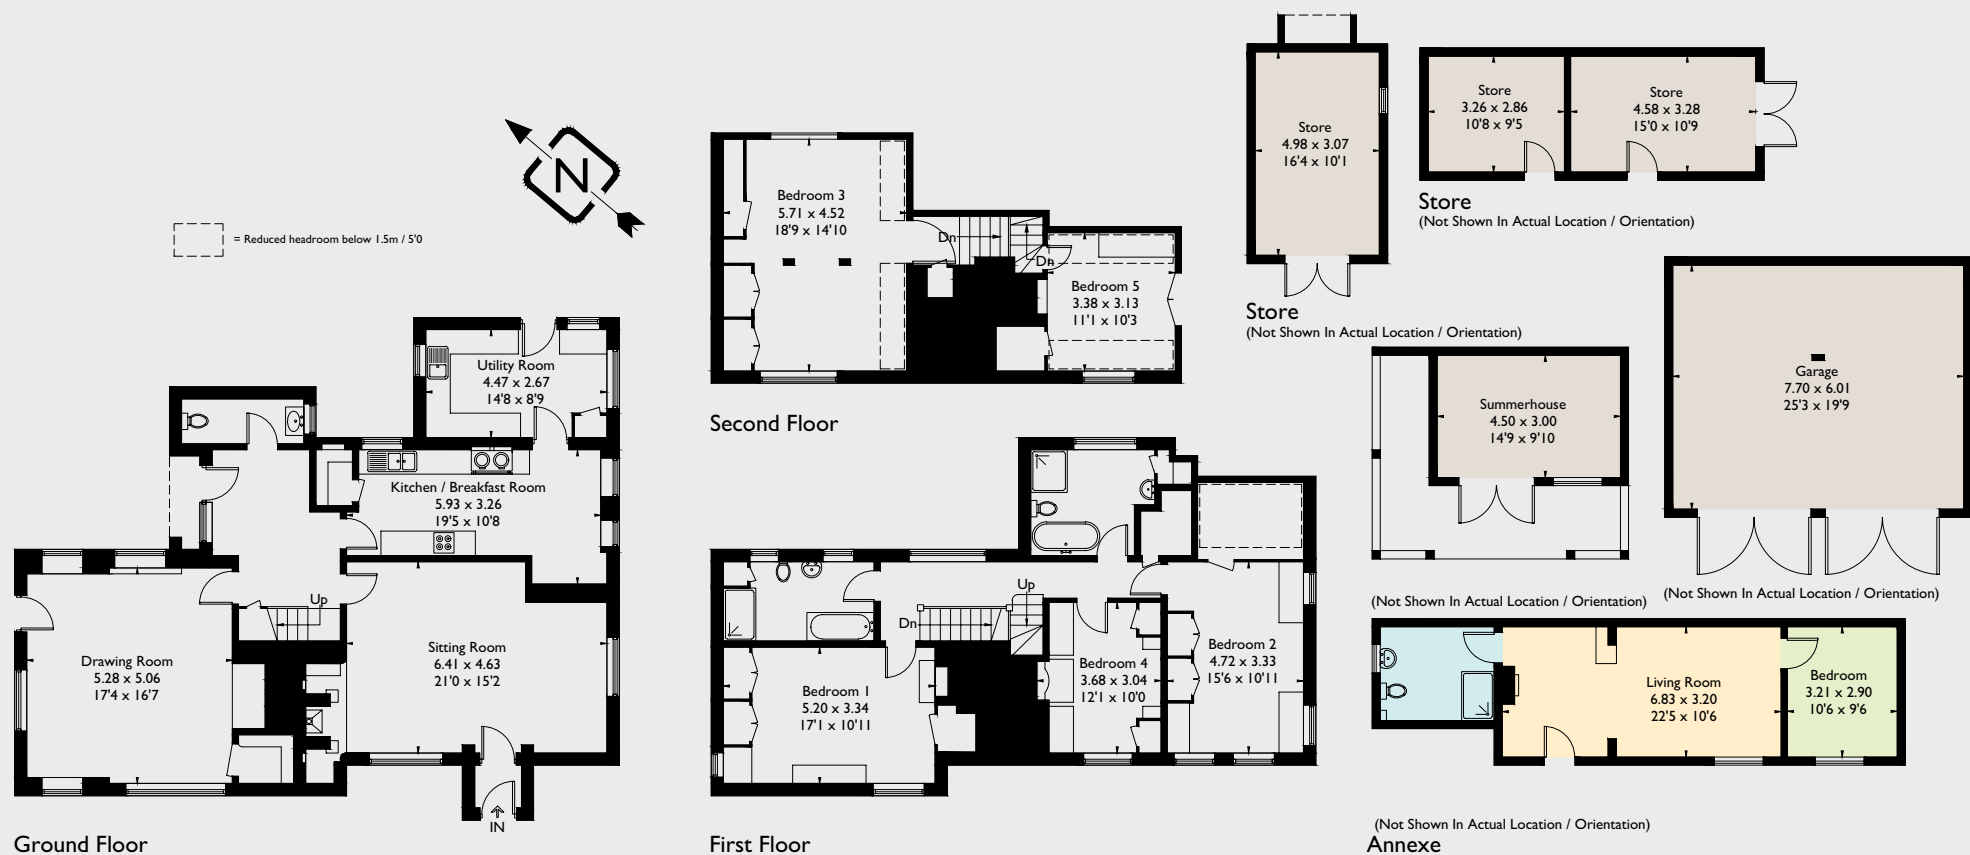 N
= Reduced headroom below 1.5m / 5'0
Utility Room
4.47 x 2.67
14'8 x 8'9
Kitchen / Breakfast Room
5.93 x 3.26
19'5 x 10'8
Up
Drawing Room
5.28 x 5.06
17'4 x 16'7
Sitting Room
6.41 x 4.63
21'0 x 15'2
IN
Ground Floor
Bedroom 3
5.71 x 4.52
18'9 x 14'10
Dn
Dn
Bedroom 5
3.38 x 3.13
11'1 x 10'3
Second Floor
Up
Dn
Bedroom 1
5.20 x 3.34
17'1 x 10'11
Bedroom 4
3.68 x 3.04
12'1 x 10'0
Bedroom 2
4.72 x 3.33
15'6 x 10'11
First Floor
Store
4.98 x 3.07
16'4 x 10'1
Store
(Not Shown In Actual Location / Orientation)
Store
3.26 x 2.86
10'8 x 9'5
Store
4.58 x 3.28
15'0 x 10'9
Store
(Not Shown In Actual Location / Orientation)
Summerhouse
4.50 x 3.00
14'9 x 9'10
(Not Shown In Actual Location / Orientation)
Garage
7.70 x 6.01
25'3 x 19'9
(Not Shown In Actual Location / Orientation)
Living Room
6.83 x 3.20
22'5 x 10'6
Bedroom
3.21 x 2.90
10'6 x 9'6
(Not Shown In Actual Location / Orientation)
Annexe